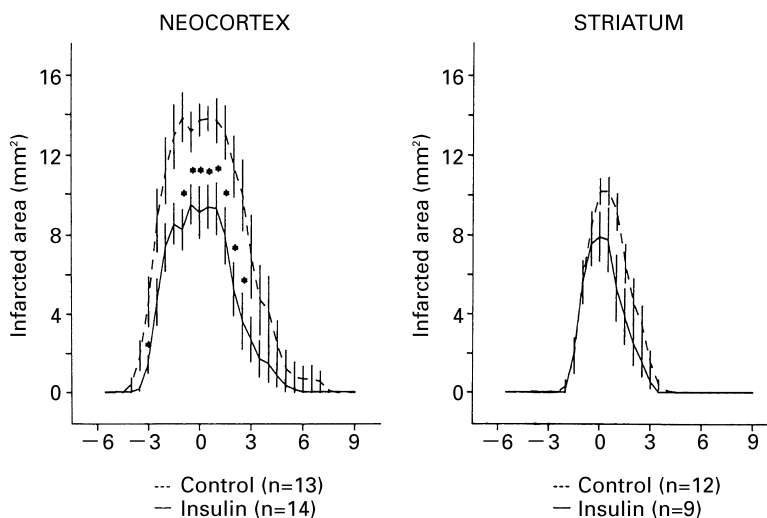 NEOCORTEX
Infarcted area (mm²)
16
12
8
4
0
−6 −3 0 3 6 9
--- Control (n=13)
— Insulin (n=14)
STRIATUM
Infarcted area (mm²)
16
12
8
4
0
−6 −3 0 3 6 9
--- Control (n=12)
— Insulin (n=9)